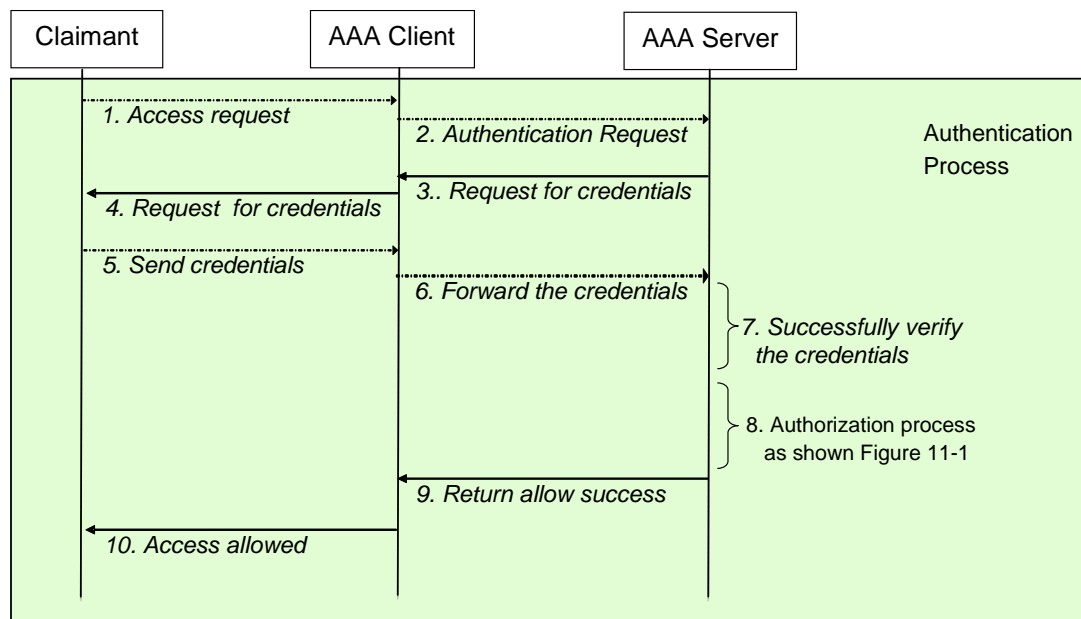 Claimant
AAA Client
AAA Server
1. Access request
2. Authentication Request
Authentication
Process
3.. Request for credentials
4. Request for credentials
5. Send credentials
6. Forward the credentials
7. Successfully verify
the credentials
8. Authorization process
as shown Figure 11-1
9. Return allow success
10. Access allowed